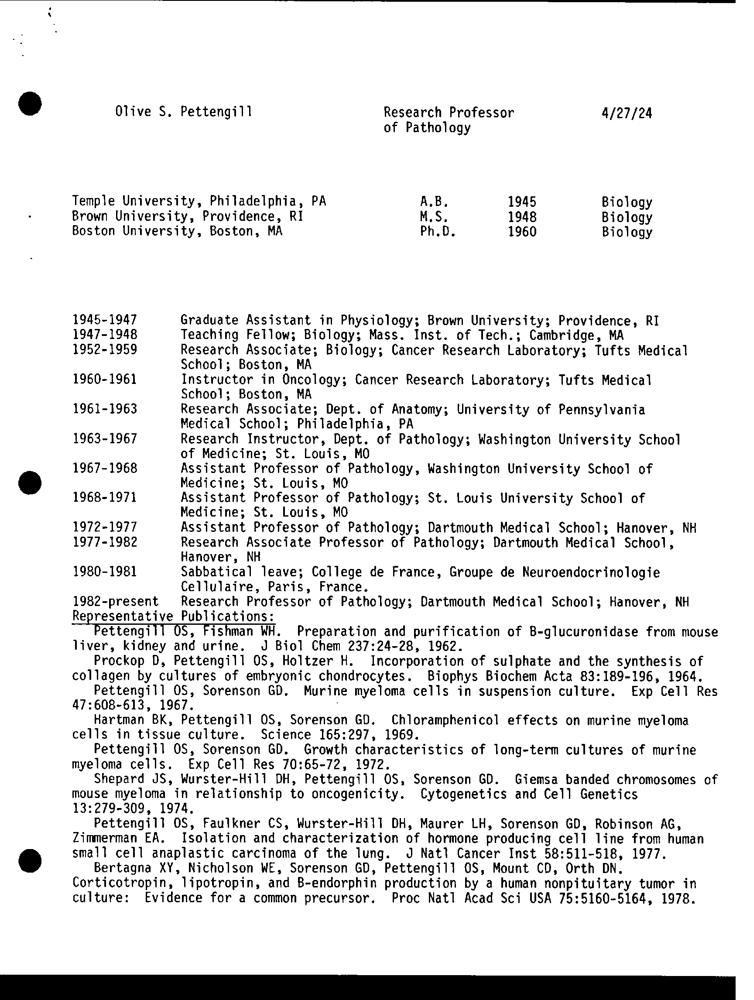 Olive S. Pettengill Research Professor 4/27/24
of Pathology
Temple University, Philadelphia, PA A.B. 1945 Biology
Brown University, Providence, RI M.S. 1948 Biology
Boston University, Boston, MA Ph.D. 1960 Biology
1945-1947 Graduate Assistant in Physiology; Brown University; Providence, RI
1947-1948 Teaching Fellow; Biology; Mass. Inst. of Tech.; Cambridge, MA
1952-1959 Research Associate; Biology; Cancer Research Laboratory; Tufts Medical
School; Boston, MA
1960-1961 Instructor in Oncology; Cancer Research Laboratory; Tufts Medical
School; Boston, MA
1961-1963 Research Associate; Dept. of Anatomy; University of Pennsylvania
Medical School; Philadelphia, PA
1963-1967 Research Instructor, Dept. of Pathology; Washington University School
of Medicine; St. Louis, MO
1967-1968 Assistant Professor of Pathology, Washington University School of
Medicine; St. Louis, MO
1968-1971 Assistant Professor of Pathology; St. Louis University School of
Medicine; St. Louis, MO
1972-1977 Assistant Professor of Pathology; Dartmouth Medical School; Hanover, NH
1977-1982 Research Associate Professor of Pathology; Dartmouth Medical School,
Hanover, NH
1980-1981 Sabbatical leave; College de France, Groupe de Neuroendocrinologie
Cellulaire, Paris, France.
1982-present Research Professor of Pathology; Dartmouth Medical School; Hanover, NH
Representative Publications:
Pettengill OS, Fishman WH. Preparation and purification of B-glucuronidase from mouse
liver, kidney and urine. J Biol Chem 237:24-28, 1962.
Prockop D, Pettengill OS, Holtzer H. Incorporation of sulphate and the synthesis of
collagen by cultures of embryonic chondrocytes. Biophys Biochem Acta 83:189-196, 1964.
Pettengill OS, Sorenson GD. Murine myeloma cells in suspension culture. Exp Cell Res
47:608-613, 1967.
Hartman BK, Pettengill OS, Sorenson GD. Chloramphenicol effects on murine myeloma
cells in tissue culture. Science 165:297, 1969.
Pettengill OS, Sorenson GD. Growth characteristics of long-term cultures of murine
myeloma cells. Exp Cell Res 70:65-72, 1972.
Shepard JS, Wurster-Hill DH, Pettengill OS, Sorenson GD. Giemsa banded chromosomes of
mouse myeloma in relationship to oncogenicity. Cytogenetics and Cell Genetics
13:279-309, 1974.
Pettengill OS, Faulkner CS, Wurster-Hill DH, Maurer LH, Sorenson GD, Robinson AG,
Zimmerman EA. Isolation and characterization of hormone producing cell line from human
small cell anaplastic carcinoma of the lung. J Natl Cancer Inst 58:511-518, 1977.
Bertagna XY, Nicholson WE, Sorenson GD, Pettengill OS, Mount CD, Orth DN.
Corticotropin, lipotropin, and B-endorphin production by a human nonpituitary tumor in
culture: Evidence for a common precursor. Proc Natl Acad Sci USA 75:5160-5164, 1978.